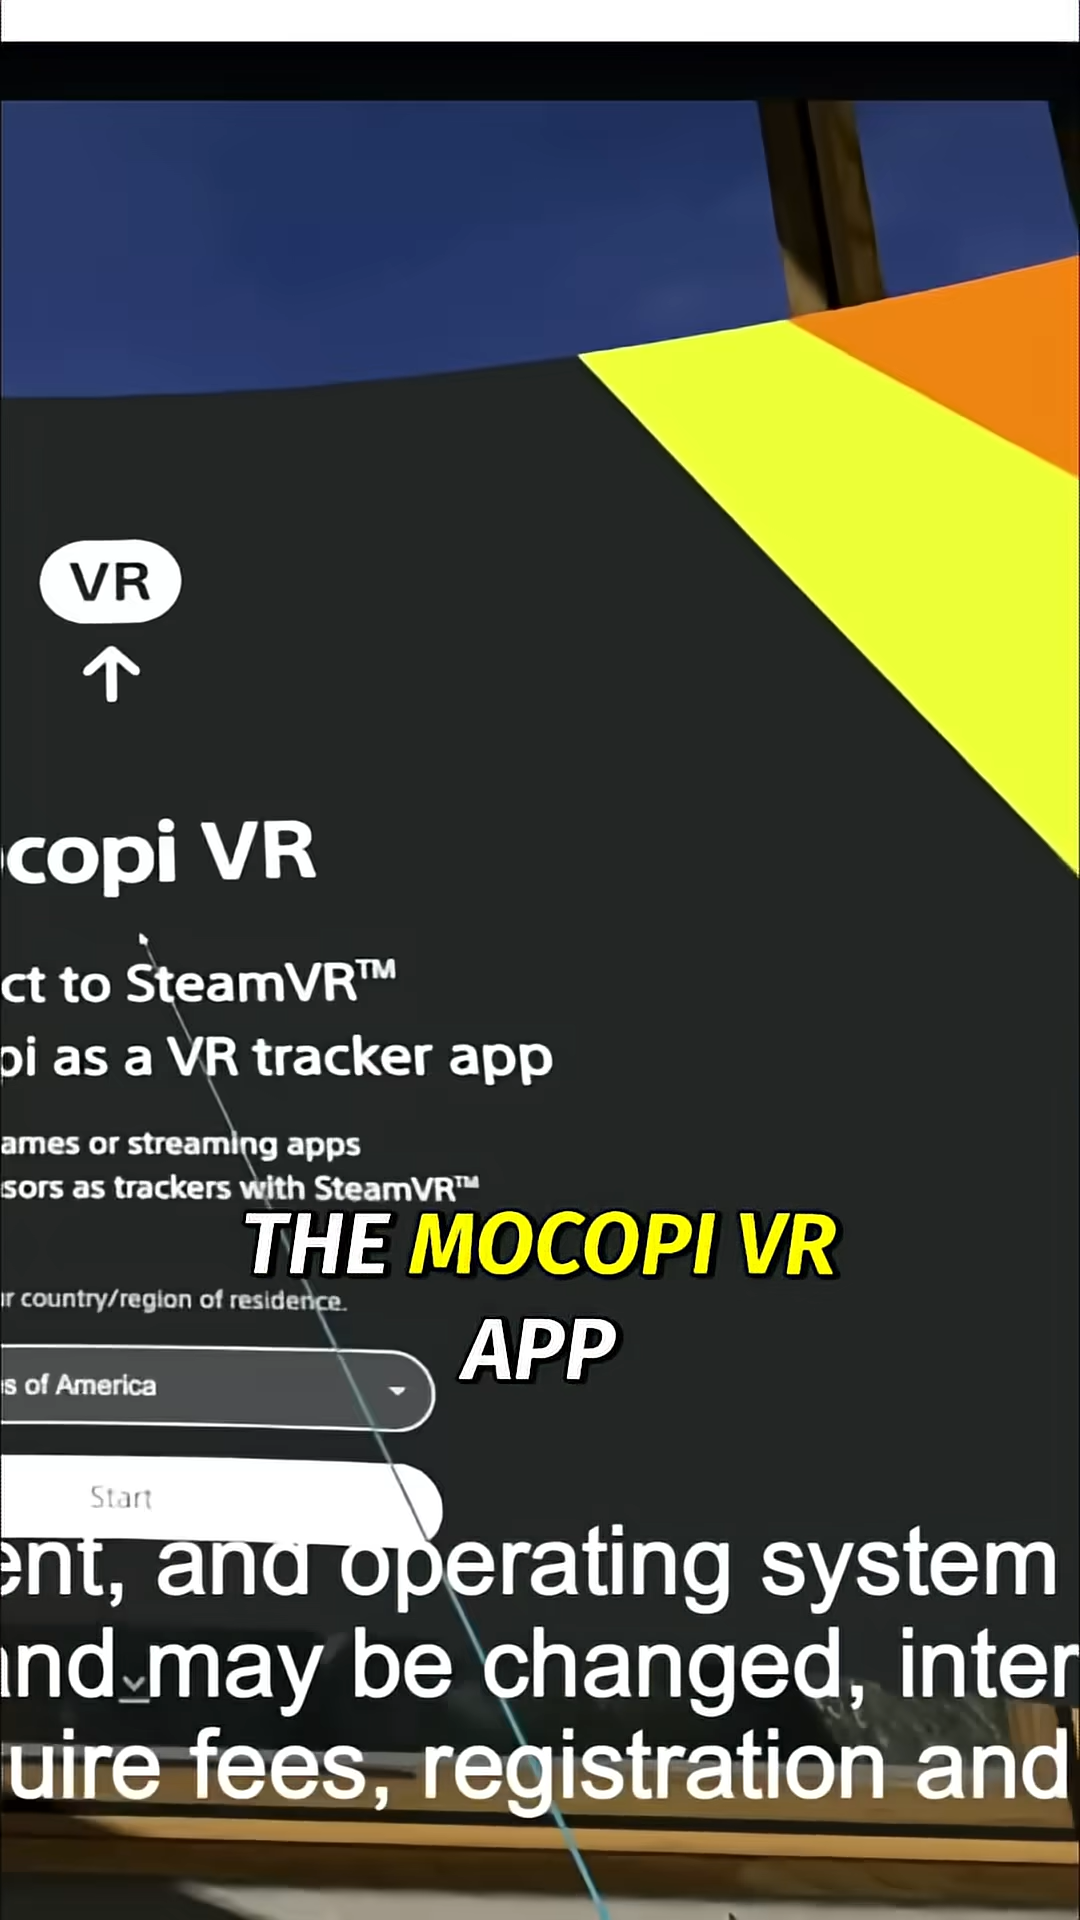 VR
copi VR
ct to SteamVR™
pi as a VR tracker app
ames or streaming apps
sors as trackers with SteamVR™
THE MOCOPI VR
APP
r country/region of residence.
s of America
Start
ent, and operating system
and may be changed, inter
uire fees, registration and